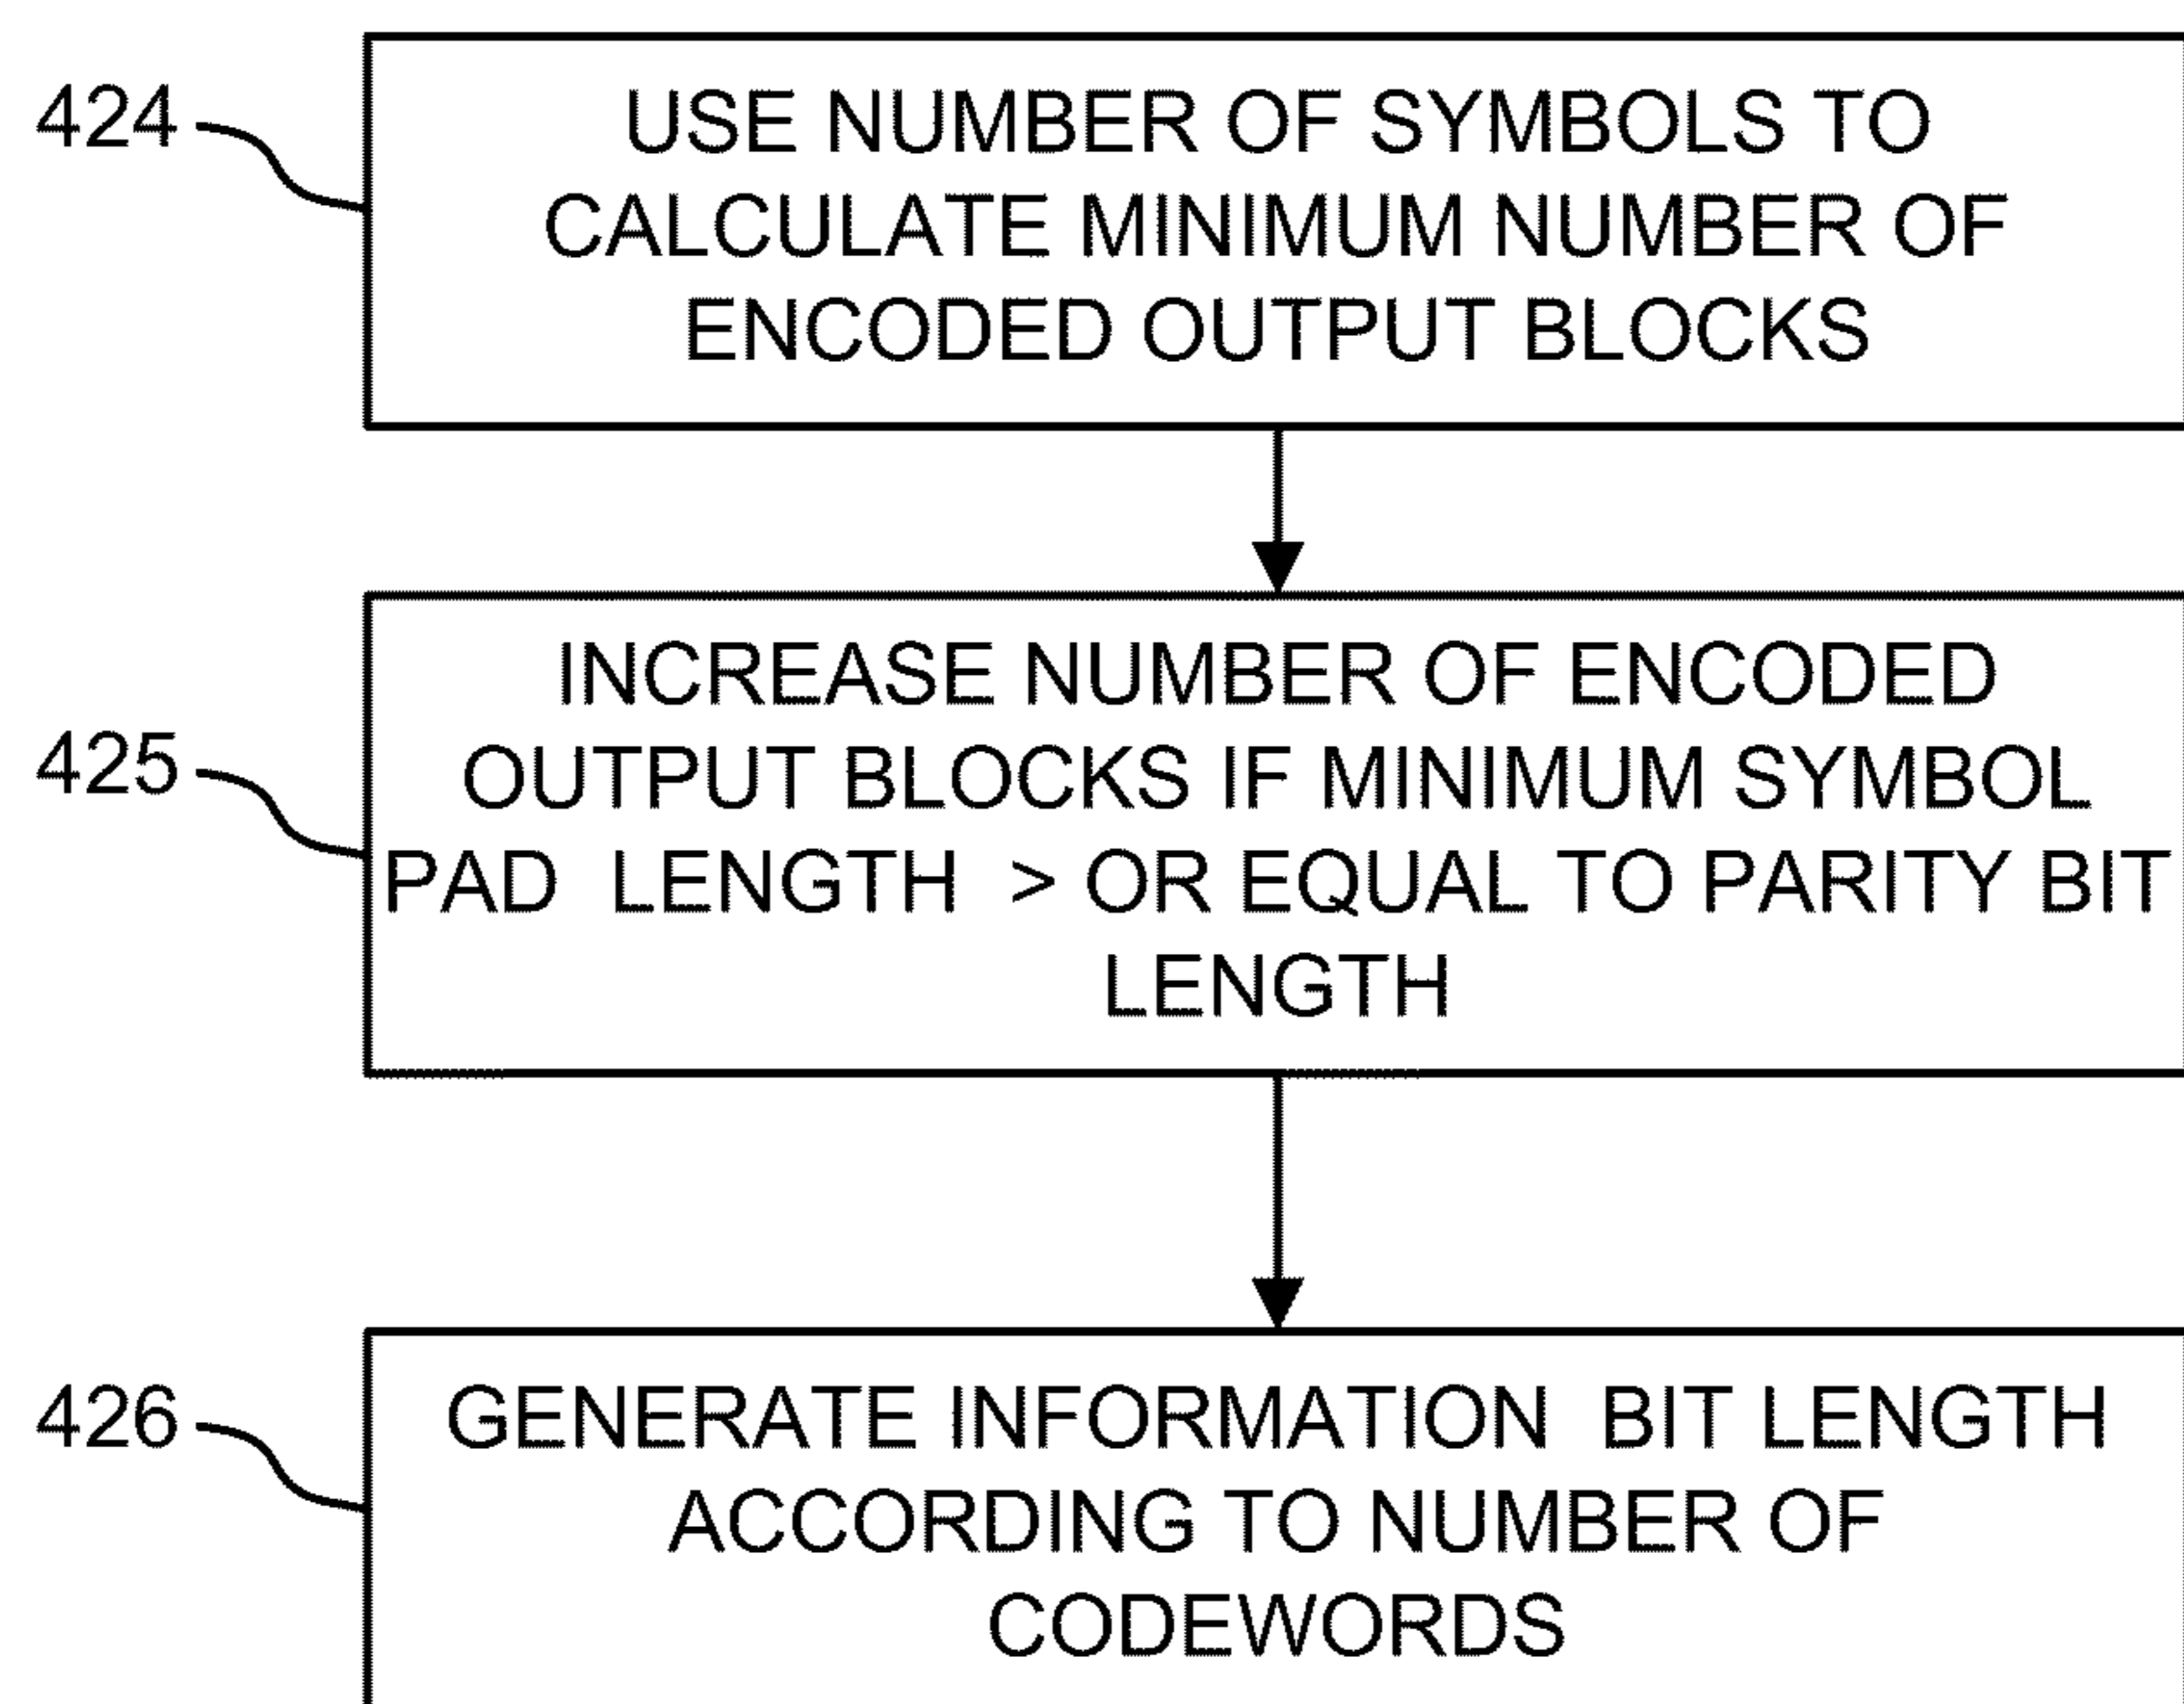 424
USE NUMBER OF SYMBOLS TO
CALCULATE MINIMUM NUMBER OF
ENCODED OUTPUT BLOCKS
425
INCREASE NUMBER OF ENCODED
OUTPUT BLOCKS IF MINIMUM SYMBOL
PAD LENGTH > OR EQUAL TO PARITY BIT
LENGTH
426
GENERATE INFORMATION BIT LENGTH
ACCORDING TO NUMBER OF
CODEWORDS